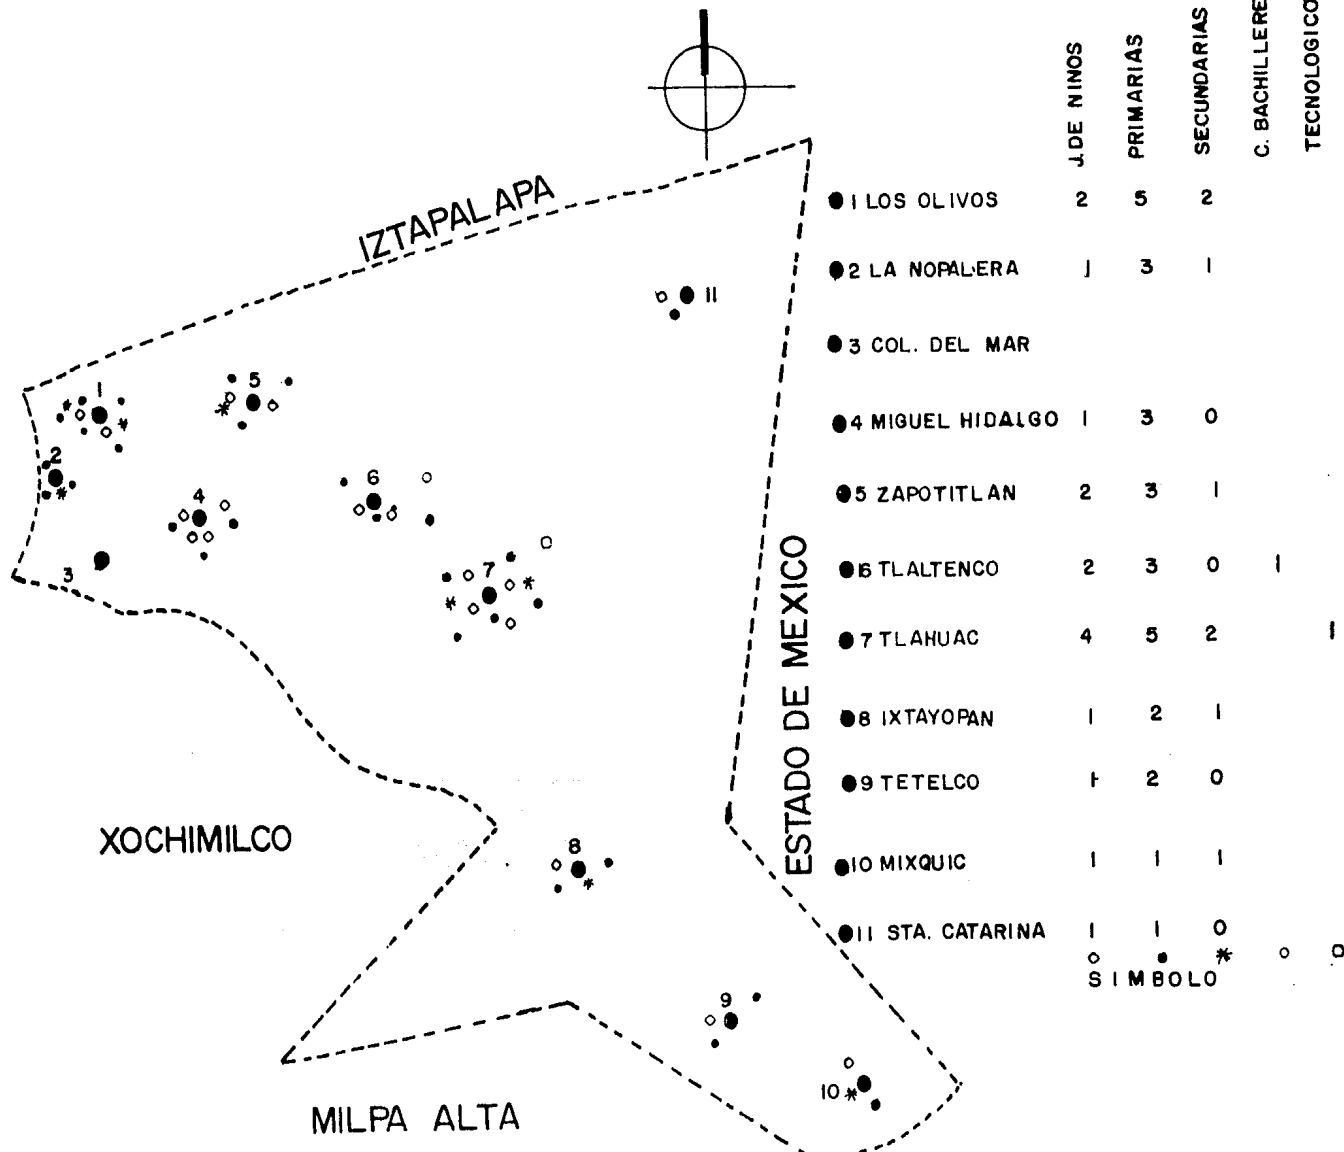 J. DE NINOS PRIMARIAS SECUNDARIAS C. BACHILLERE TECNOLOGICO
1 LOS OLIVOS 2 5 2
2 LA NOPALERA 1 3 1
3 COL. DEL MAR
4 MIGUEL HIDALGO 1 3 0
5 ZAPOTITLAN 2 3 1
6 TLALTENCO 2 3 0 1
7 TLAHUAC 4 5 2 1
8 IXTAYOPAN 1 2 1
9 TETELCO 1 2 0
10 MIXQUIC 1 1 1
11 STA. CATARINA 1 1 0
SIMBOLO
IZTAPALAPA
11
1
5
2
4
6
3
7
ESTADO DE MEXICO
XOCHIMILCO
8
9
10
MILPA ALTA